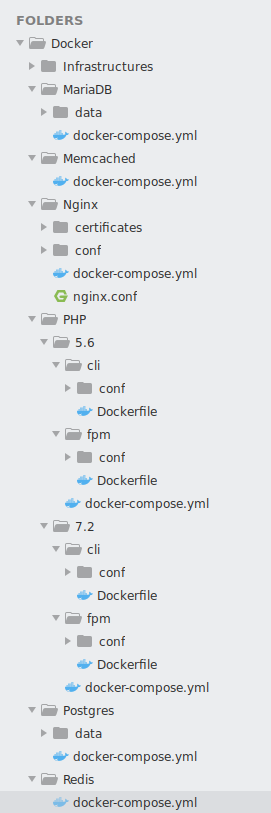 FOLDERS
Docker
Infrastructures
MariaDB
data
docker-compose.yml
Memcached
docker-compose.yml
Nginx
certificates
conf
docker-compose.yml
nginx.conf
PHP
5.6
cli
conf
Dockerfile
fpm
conf
Dockerfile
docker-compose.yml
7.2
cli
conf
Dockerfile
fpm
conf
Dockerfile
docker-compose.yml
Postgres
data
docker-compose.yml
Redis
docker-compose.yml